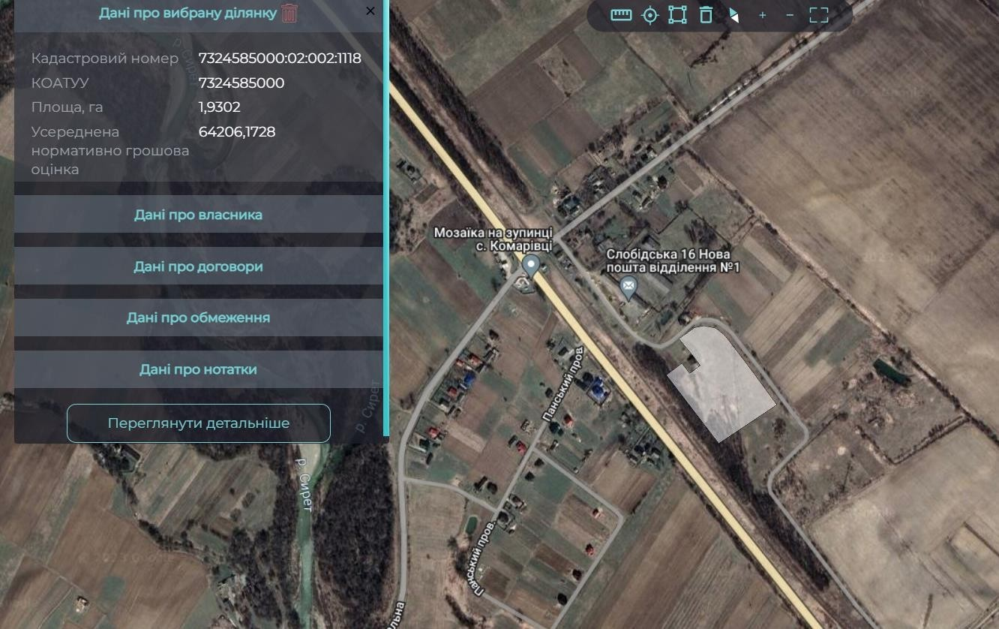 Дані про вибрану ділянку
Кадастровий номер 7324585000:02:002:1118
КОАТУУ 7324585000
Площа, га 1,9302
Усереднена 64206,1728
нормативно грошова
оцінка
Дані про власника
Дані про договори
Дані про обмеження
Дані про нотатки
Переглянути детальніше
р. Сирет
р. Сирет
р. Сирет
Мозаїка на зупинці
с. Комарівці
Слобідська 16 Нова
пошта відділення №1
Панський пров.
Панський пров.
льна